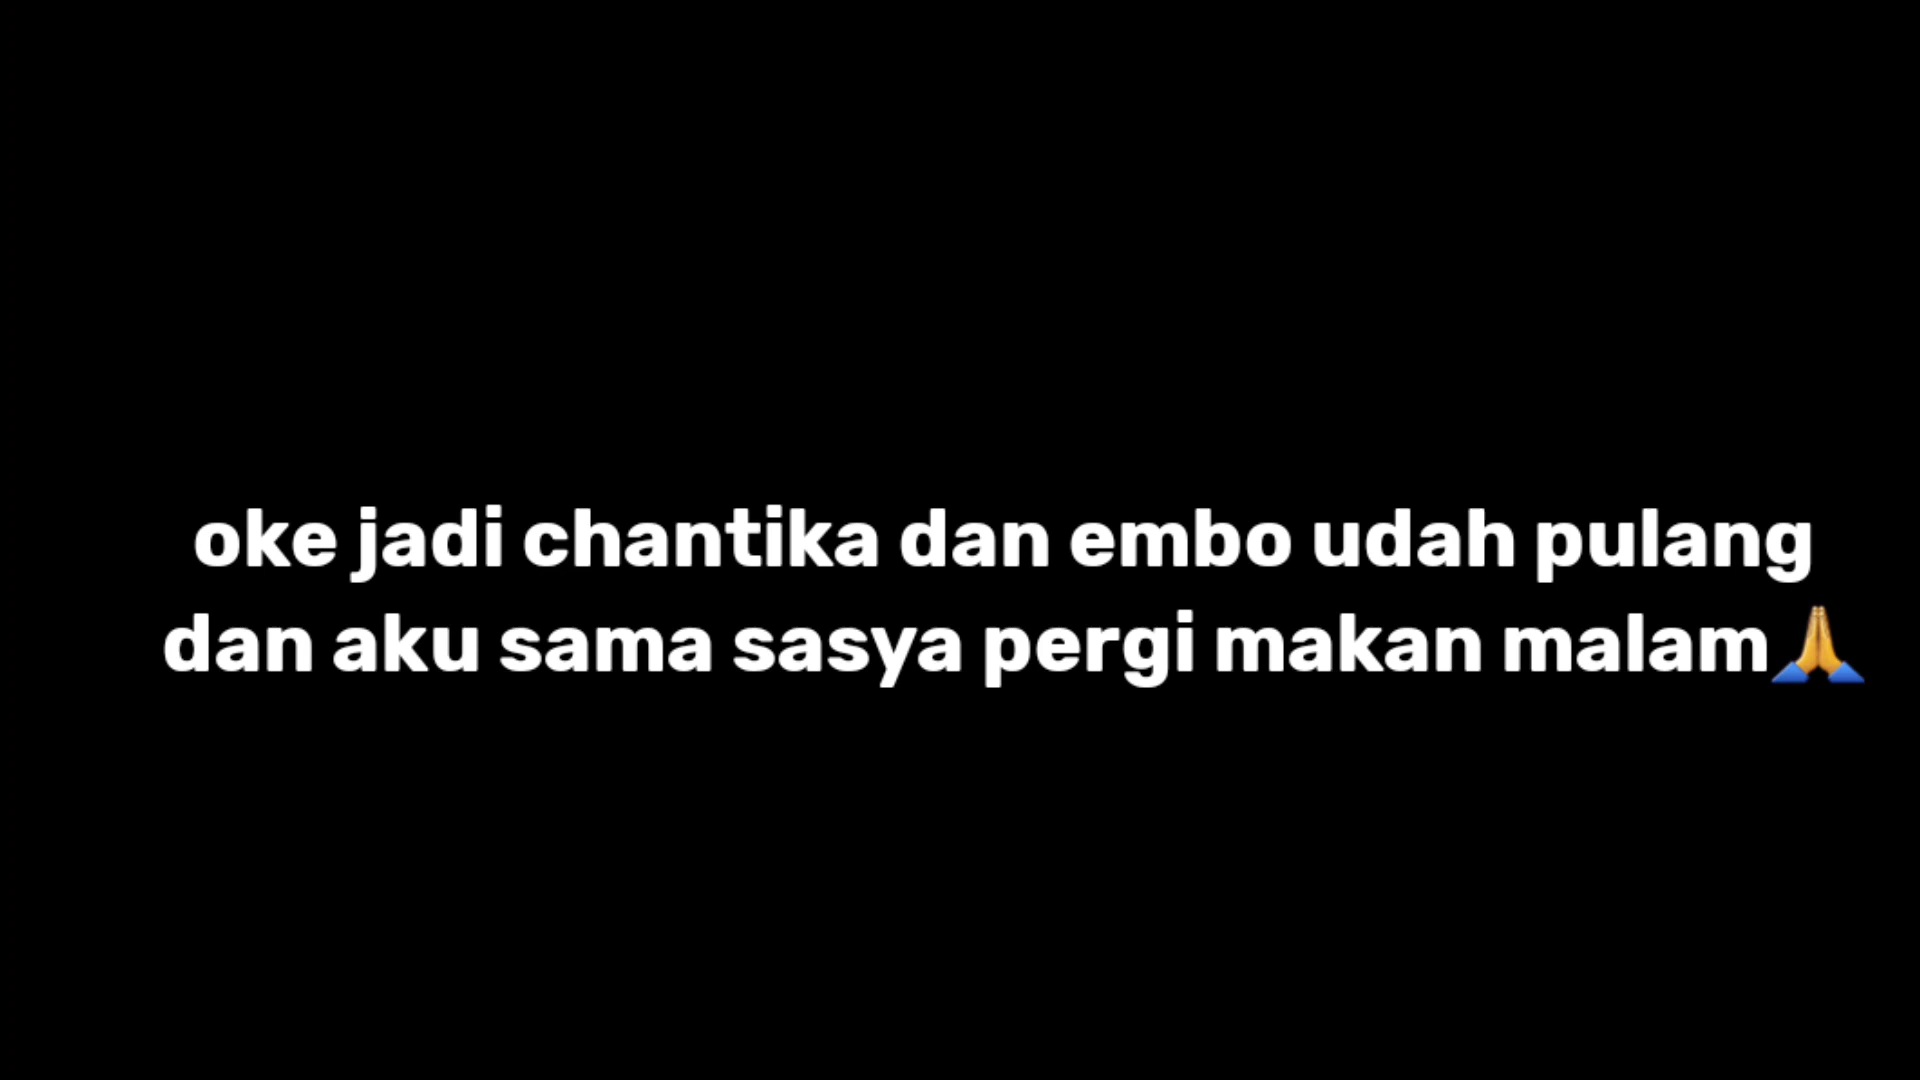 oke jadi chantika dan embo udah pulang
dan aku sama sasya pergi makan malam🙏